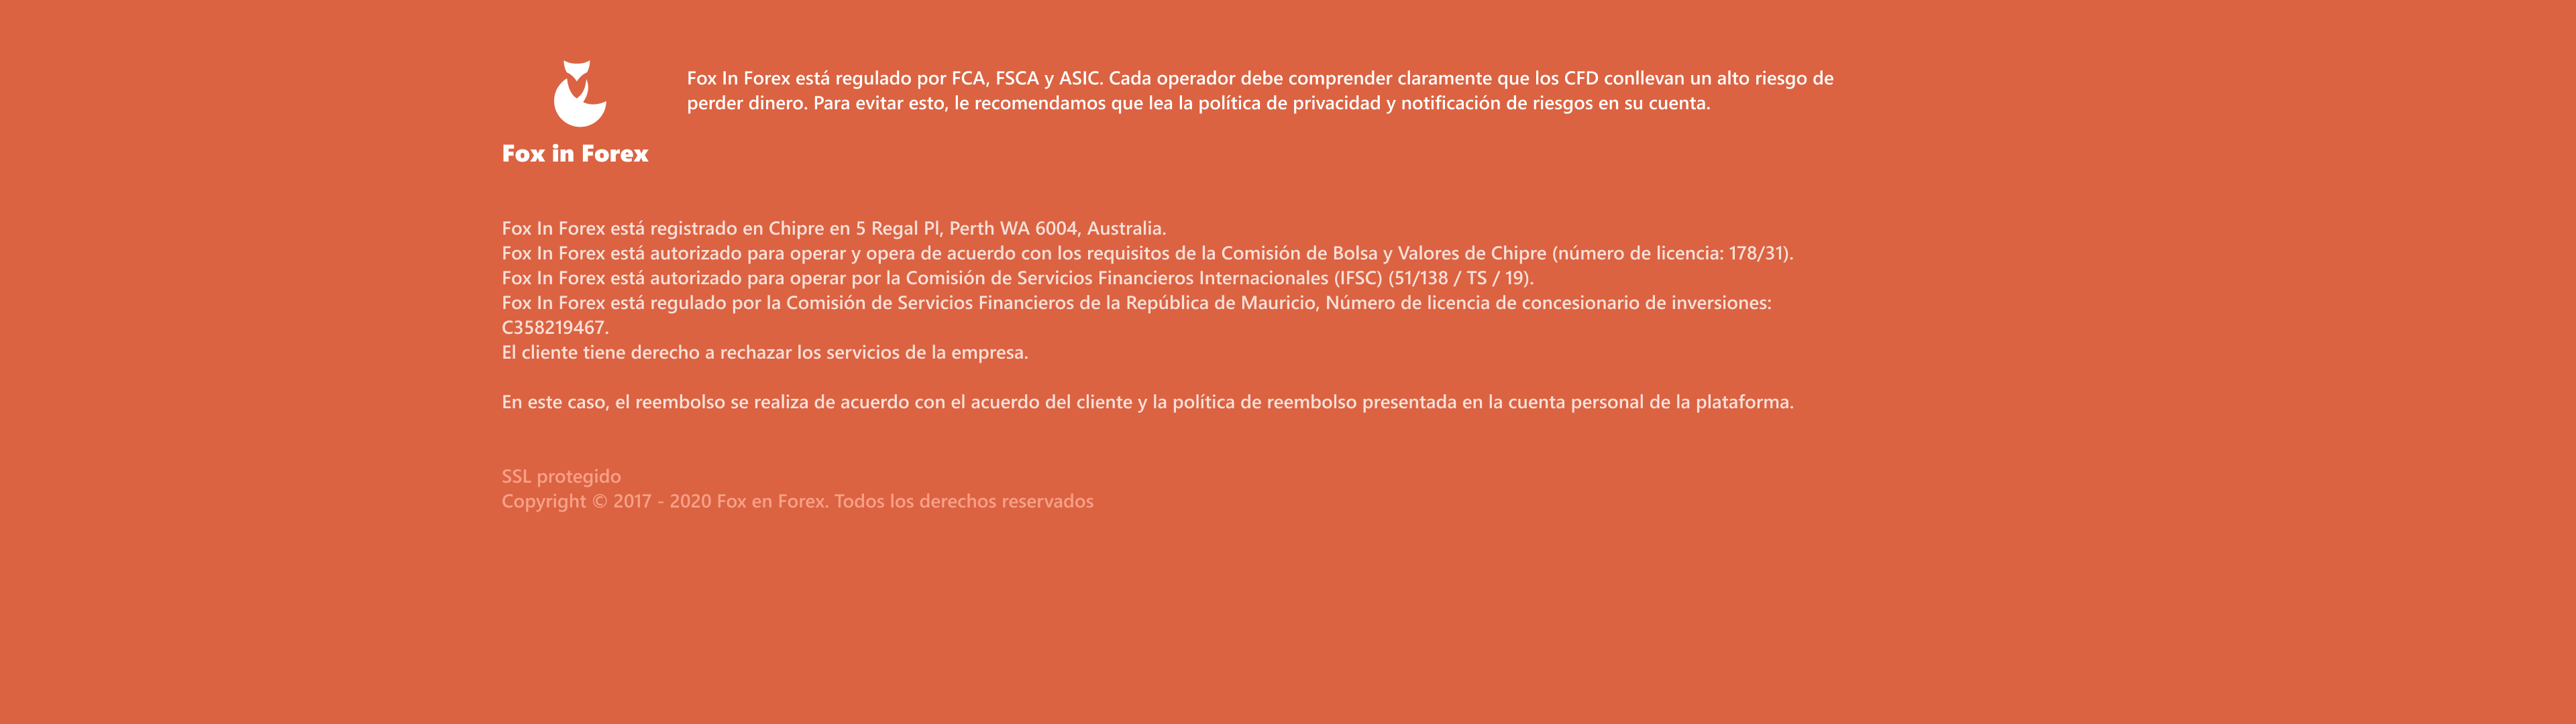 Fox In Forex está regulado por FCA, FSCA y ASIC. Cada operador debe comprender claramente que los CFD conllevan un alto riesgo de
perder dinero. Para evitar esto, le recomendamos que lea la política de privacidad y notificación de riesgos en su cuenta.
Fox in Forex
Fox In Forex está registrado en Chipre en 5 Regal Pl, Perth WA 6004, Australia.
Fox In Forex está autorizado para operar y opera de acuerdo con los requisitos de la Comisión de Bolsa y Valores de Chipre (número de licencia: 178/31).
Fox In Forex está autorizado para operar por la Comisión de Servicios Financieros Internacionales (IFSC) (51/138 / TS / 19).
Fox In Forex está regulado por la Comisión de Servicios Financieros de la República de Mauricio, Número de licencia de concesionario de inversiones:
C358219467.
El cliente tiene derecho a rechazar los servicios de la empresa.
En este caso, el reembolso se realiza de acuerdo con el acuerdo del cliente y la política de reembolso presentada en la cuenta personal de la plataforma.
SSL protegido
Copyright © 2017 - 2020 Fox en Forex. Todos los derechos reservados